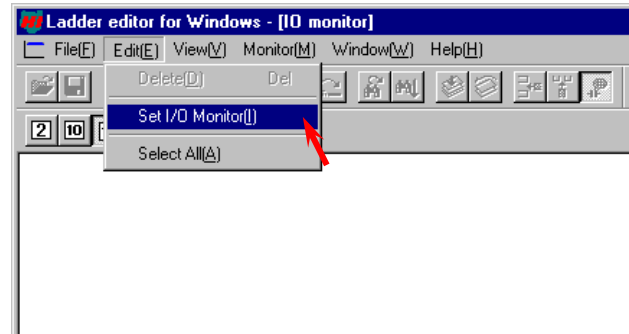 Ladder editor for Windows - [IO monitor]
File(F) Edit(E) View(V) Monitor(M) Window(W) Help(H)
Delete(D) Del
Set I/O Monitor(I)
2 10
Select All(A)